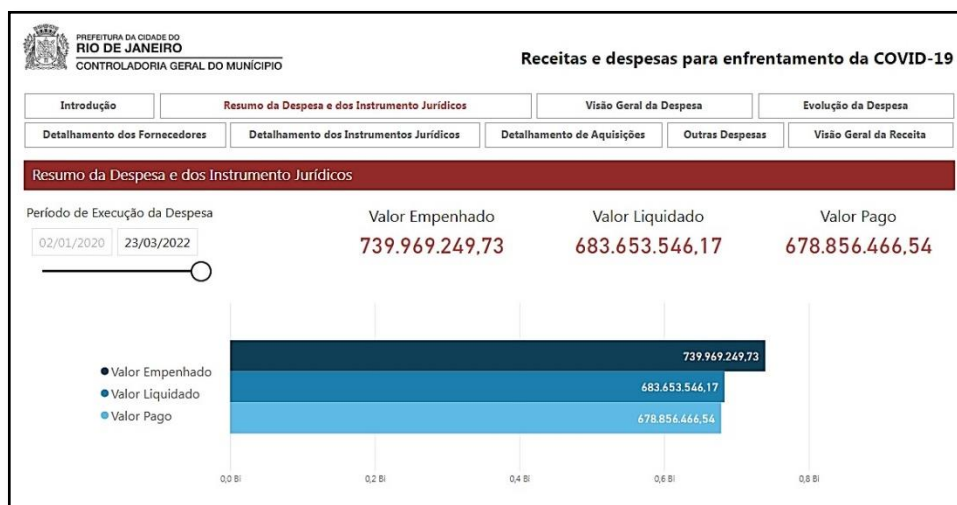 PREFEITURA DA CIDADE DO
RIO DE JANEIRO
CONTROLADORIA GERAL DO MUNÍCIPIO
Receitas e despesas para enfrentamento da COVID-19
Introdução
Resumo da Despesa e dos Instrumento Jurídicos
Visão Geral da Despesa
Evolução da Despesa
Detalhamento dos Fornecedores
Detalhamento dos Instrumentos Jurídicos
Detalhamento de Aquisições
Outras Despesas
Visão Geral da Receita
Resumo da Despesa e dos Instrumento Jurídicos
Período de Execução da Despesa
02/01/2020
23/03/2022
Valor Empenhado
739.969.249,73
Valor Liquidado
683.653.546,17
Valor Pago
678.856.466,54
Valor Empenhado
Valor Liquidado
Valor Pago
739.969.249,73
683.653.546,17
678.856.466,54
0,0 Bi
0,2 Bi
0,4 Bi
0,6 Bi
0,8 Bi